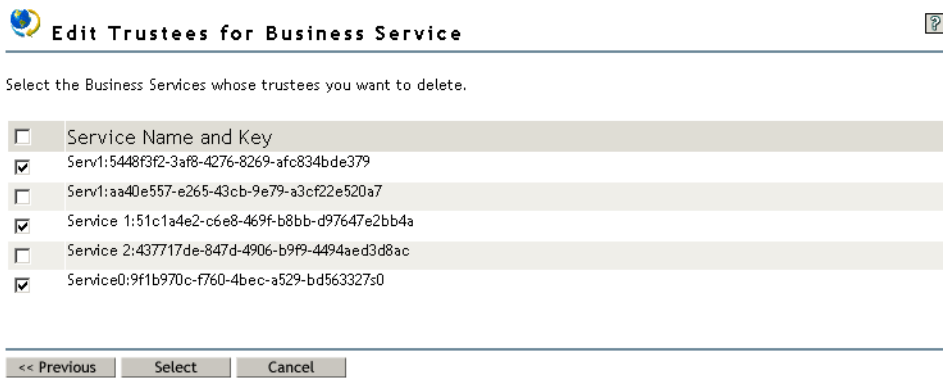 Edit Trustees for Business Service
?
Select the Business Services whose trustees you want to delete.
Service Name and Key
Serv1:5448f3f2-3af8-4276-8269-afc834bde379
Serv1:aa40e557-e265-43cb-9e79-a3cf22e520a7
Service 1:51c1a4e2-c6e8-469f-b8bb-d97647e2bb4a
Service 2:437717de-847d-4906-b9f9-4494aed3d8ac
Service0:9f1b970c-f760-4bec-a529-bd563327s0
<< Previous Select Cancel